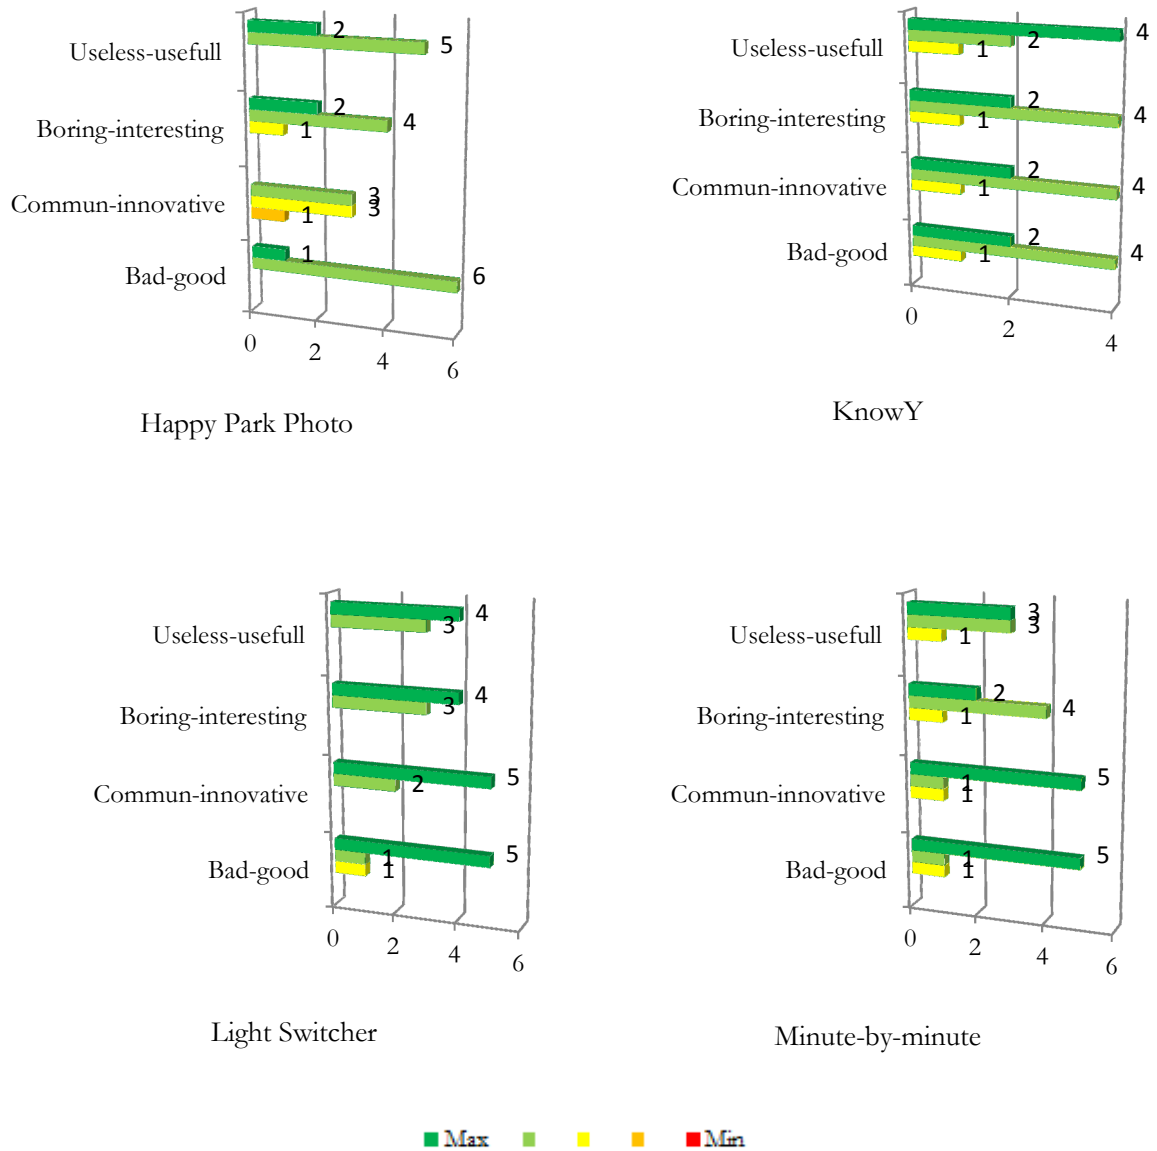 Useless-usefull 2 5
Boring-interesting 2 4 1
Commun-innovative 3 3 1
Bad-good 1 6
0 2 4 6
Happy Park Photo
Useless-usefull 4 2 1
Boring-interesting 2 4 1
Commun-innovative 2 4 1
Bad-good 2 4 1
0 2 4
KnowY
Useless-usefull 4 3
Boring-interesting 4 3
Commun-innovative 5 2
Bad-good 5 1 1
0 2 4 6
Light Switcher
Useless-usefull 3 3 1
Boring-interesting 2 4 1
Commun-innovative 5 1 1
Bad-good 5 1 1
0 2 4 6
Minute-by-minute
Max Min